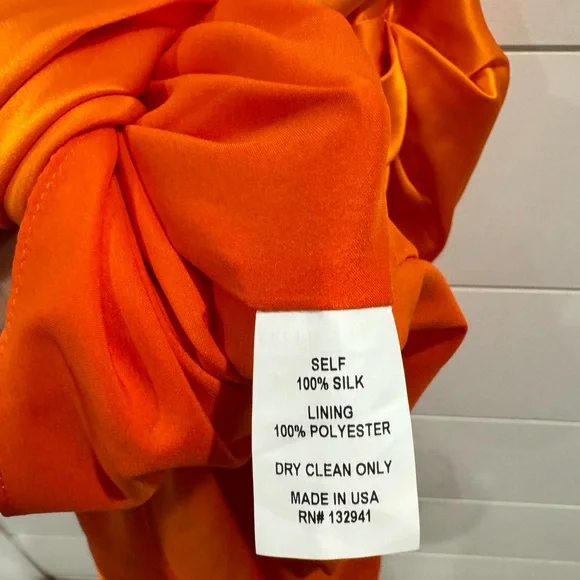 SELF
100% SILK
LINING
100% POLYESTER
DRY CLEAN ONLY
MADE IN USA
RN# 132941